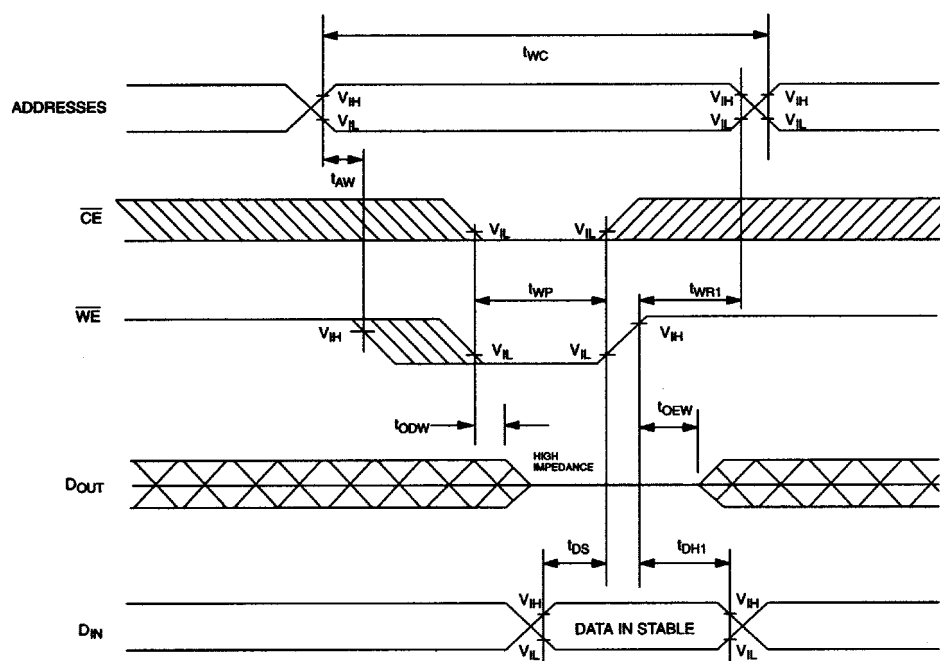 tWC
ADDRESSES
VIH
VIL
VIH
VIL
VIH
VIL
tAW
CE
VIL
VIL
tWP
tWR1
WE
VIH
VIL
VIL
VIH
tODW
tOEW
DOUT
HIGH
IMPEDANCE
tDS
tDH1
DIN
VIH
VIL
DATA IN STABLE
VIH
VIL